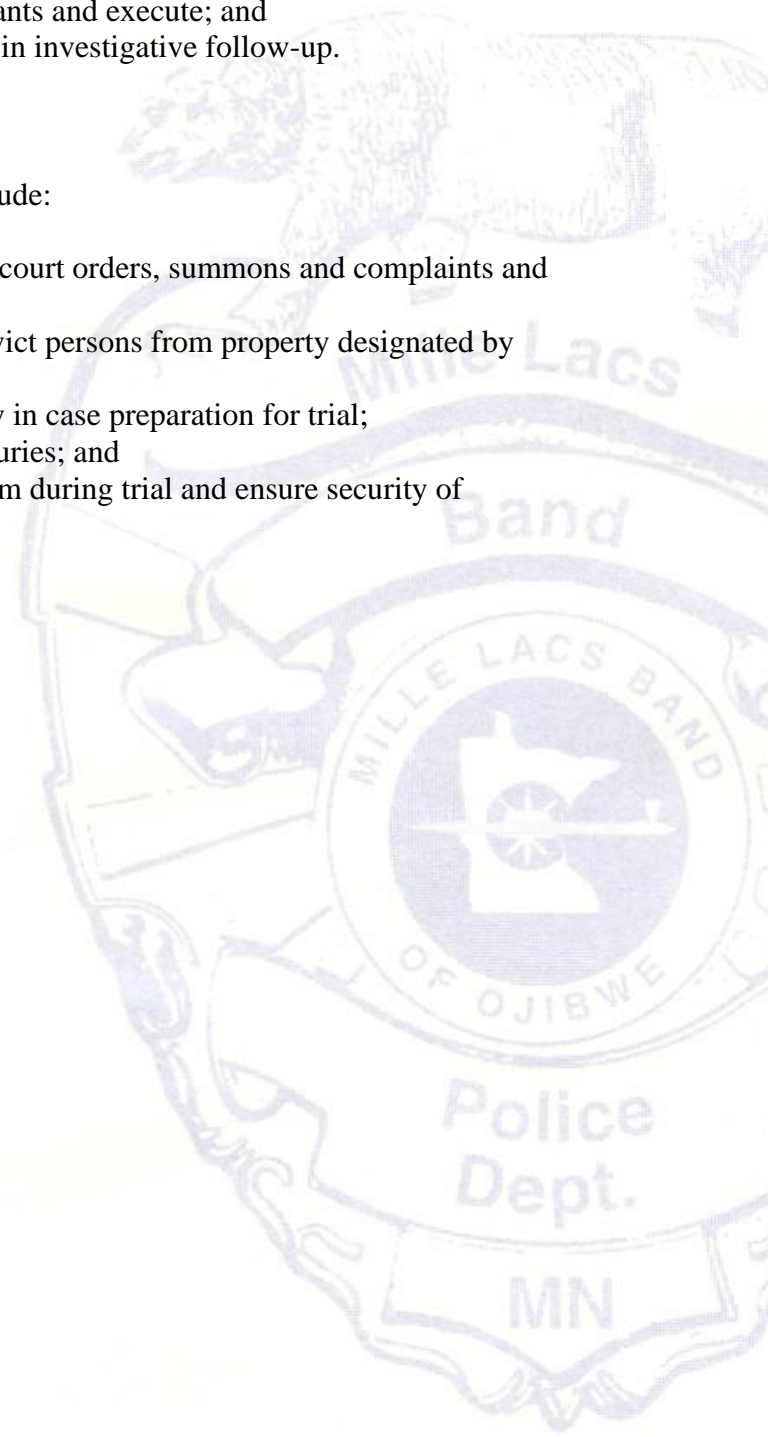 ants and execute; and
in investigative follow-up.
ude:
court orders, summons and complaints and
vict persons from property designated by
in case preparation for trial;
uries; and
m during trial and ensure security of
Mille Lacs
Band
MILLE LACS BAND
OF OJIBWE
Police
Dept.
MN